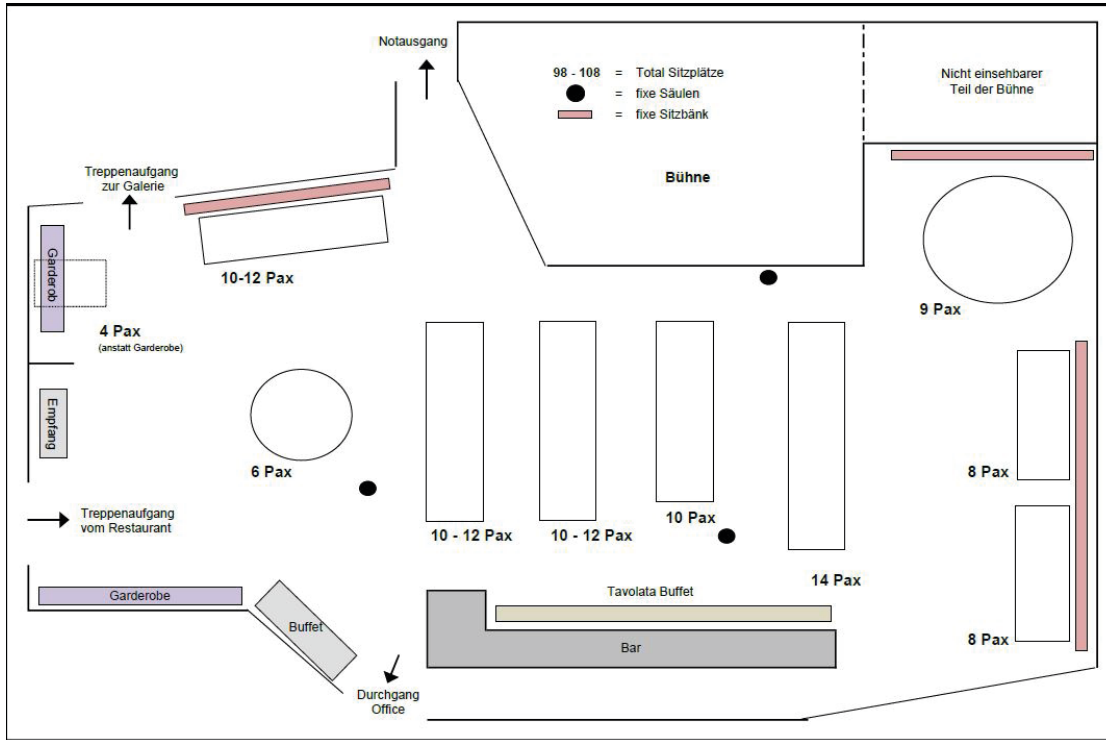 Notausgang
98 - 108 = Total Sitzplätze
= fixe Säulen
= fixe Sitzbänk
Nicht einsehbarer
Teil der Bühne
Bühne
Treppenaufgang
zur Galerie
Garderob
10-12 Pax
4 Pax
(anstatt Garderobe)
9 Pax
Empfang
6 Pax
8 Pax
Treppenaufgang
vom Restaurant
10 - 12 Pax
10 - 12 Pax
10 Pax
14 Pax
Garderobe
Buffet
Tavolata Buffet
Bar
8 Pax
Durchgang
Office